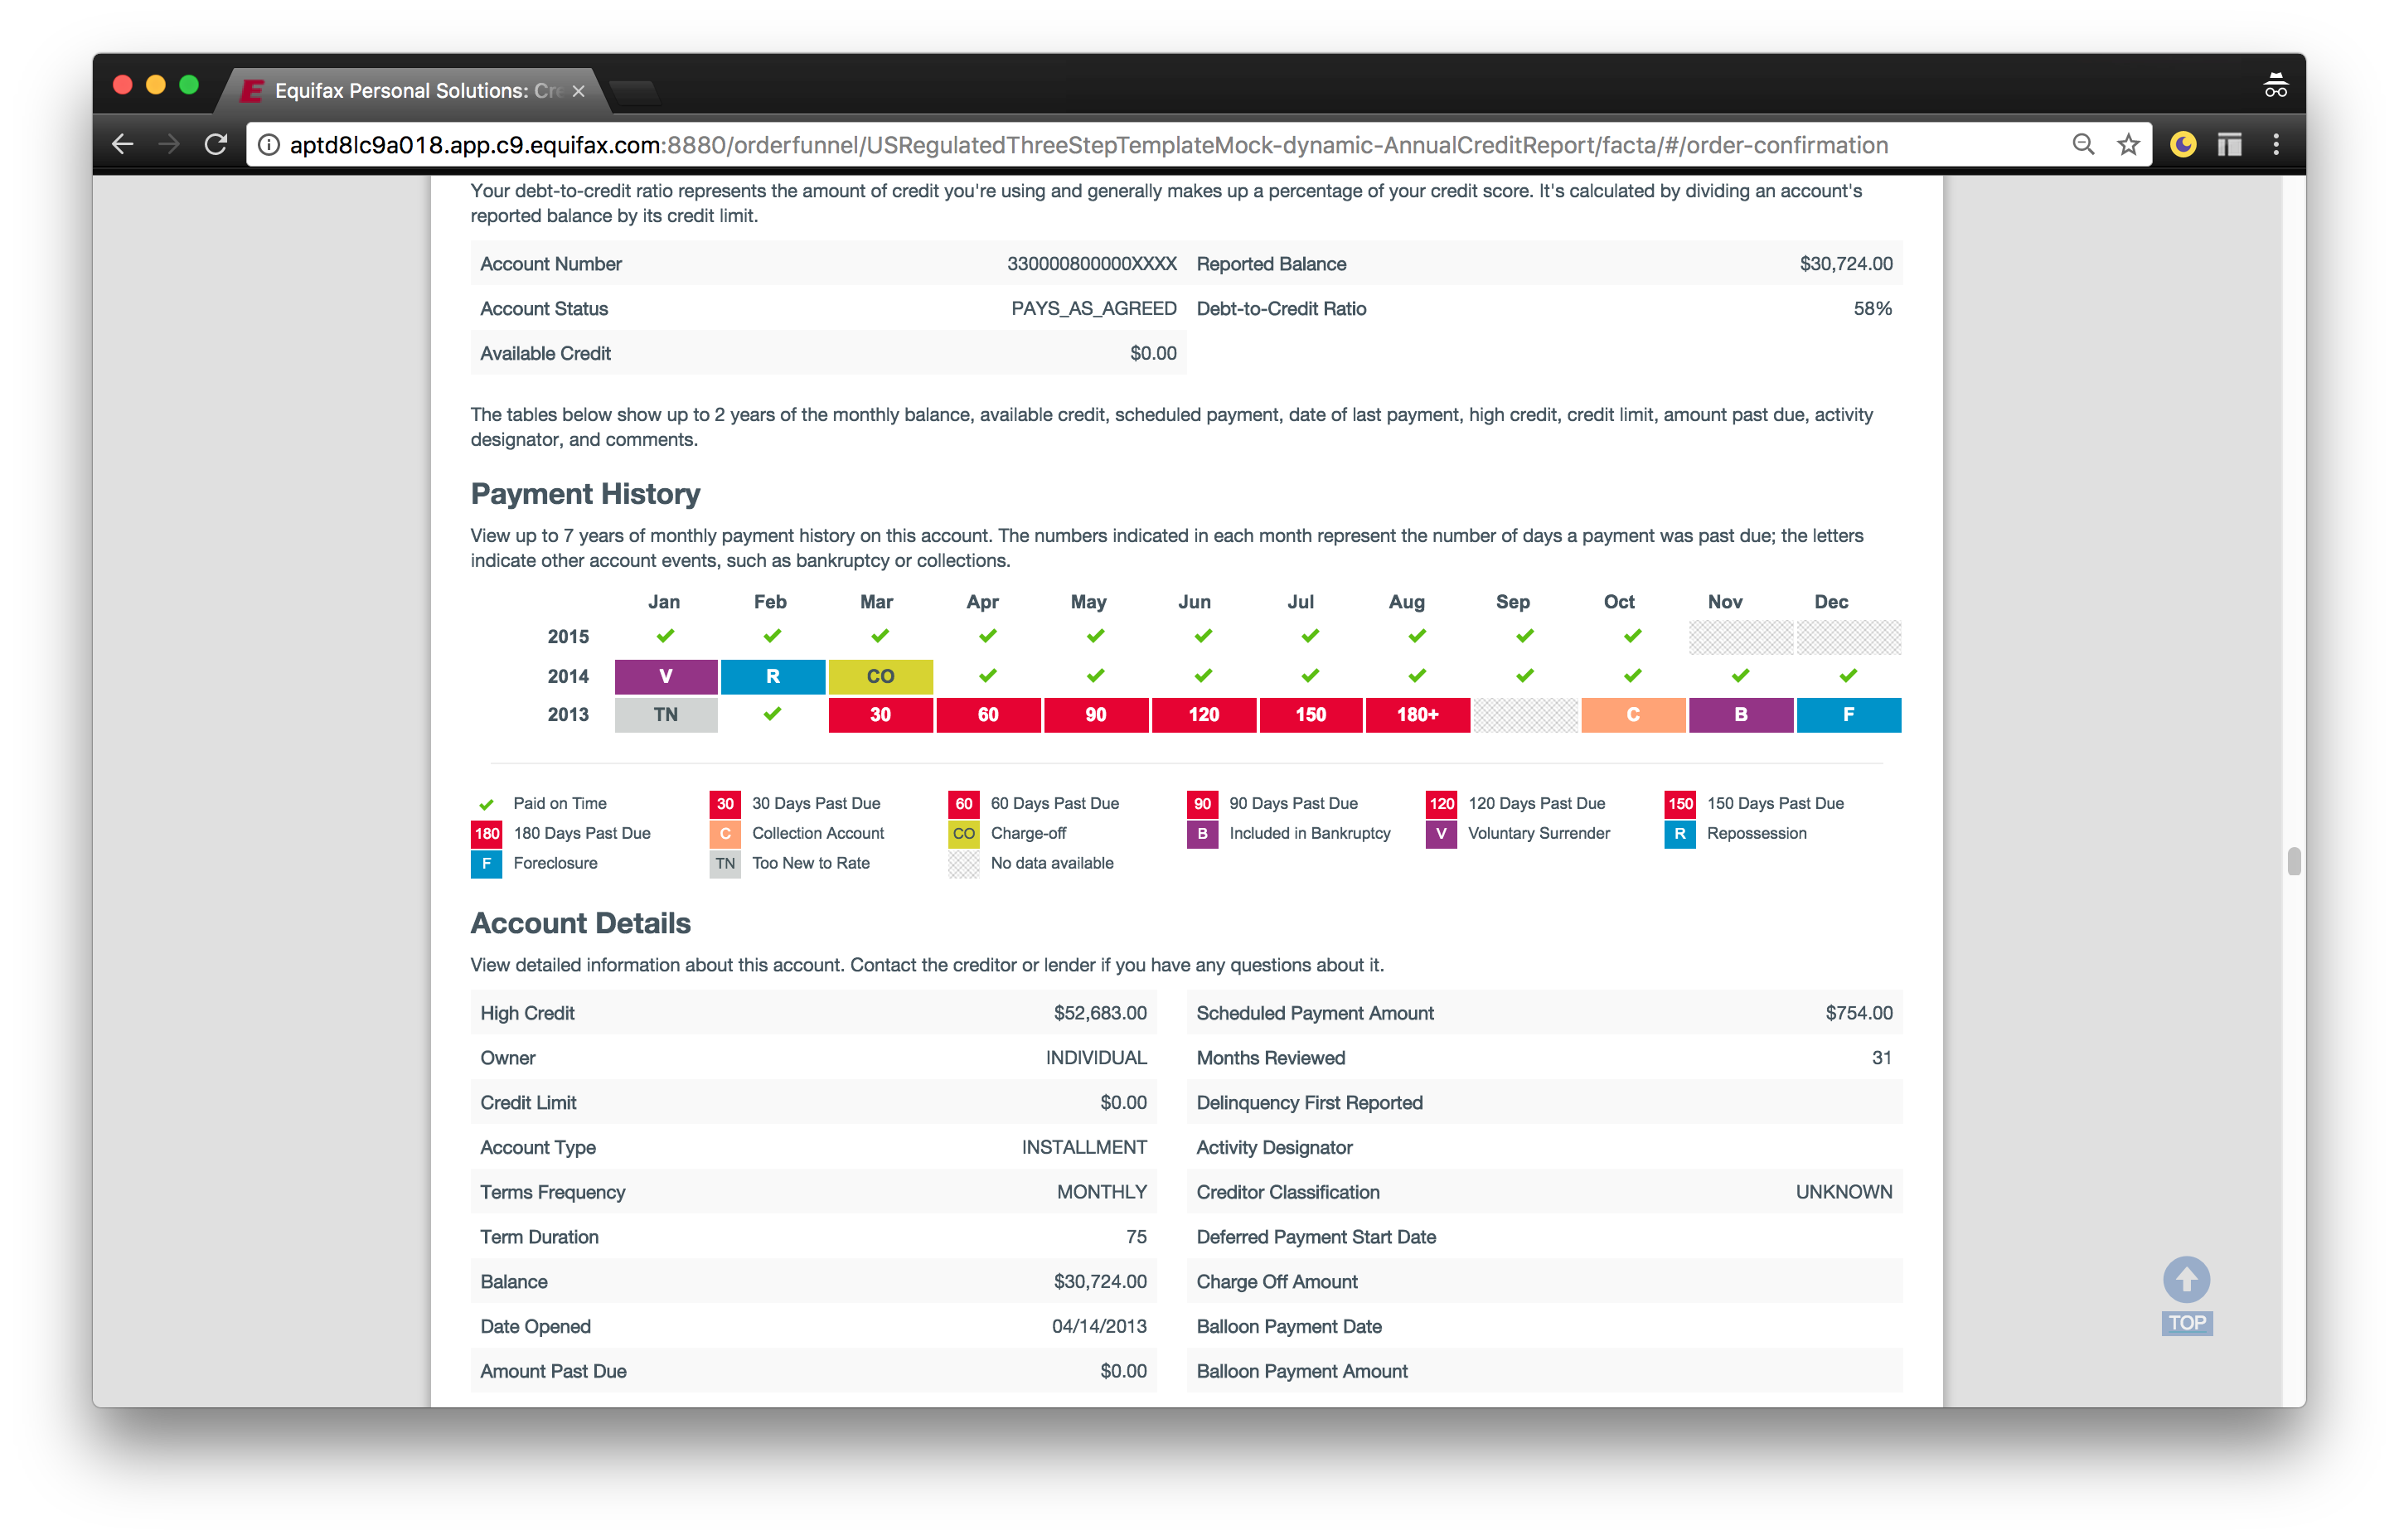 Equifax Personal Solutions: Cre
aptd8lc9a018.app.c9.equifax.com:8880/orderfunnel/USRegulatedThreeStepTemplateMock-dynamic-AnnualCreditReport/facta/#/order-confirmation
Your debt-to-credit ratio represents the amount of credit you're using and generally makes up a percentage of your credit score. It's calculated by dividing an account's
reported balance by its credit limit.
Account Number 330000800000XXXX Reported Balance $30,724.00
Account Status PAYS_AS_AGREED Debt-to-Credit Ratio 58%
Available Credit $0.00
The tables below show up to 2 years of the monthly balance, available credit, scheduled payment, date of last payment, high credit, credit limit, amount past due, activity
designator, and comments.
Payment History
View up to 7 years of monthly payment history on this account. The numbers indicated in each month represent the number of days a payment was past due; the letters
indicate other account events, such as bankruptcy or collections.
Jan Feb Mar Apr May Jun Jul Aug Sep Oct Nov Dec
2015
2014 V R CO
2013 TN 30 60 90 120 150 180+ C B F
Paid on Time 30 30 Days Past Due 60 60 Days Past Due 90 90 Days Past Due 120 120 Days Past Due 150 150 Days Past Due
180 180 Days Past Due C Collection Account CO Charge-off B Included in Bankruptcy V Voluntary Surrender R Repossession
F Foreclosure TN Too New to Rate No data available
Account Details
View detailed information about this account. Contact the creditor or lender if you have any questions about it.
High Credit $52,683.00 Scheduled Payment Amount $754.00
Owner INDIVIDUAL Months Reviewed 31
Credit Limit $0.00 Delinquency First Reported
Account Type INSTALLMENT Activity Designator
Terms Frequency MONTHLY Creditor Classification UNKNOWN
Term Duration 75 Deferred Payment Start Date
Balance $30,724.00 Charge Off Amount
Date Opened 04/14/2013 Balloon Payment Date
Amount Past Due $0.00 Balloon Payment Amount
TOP